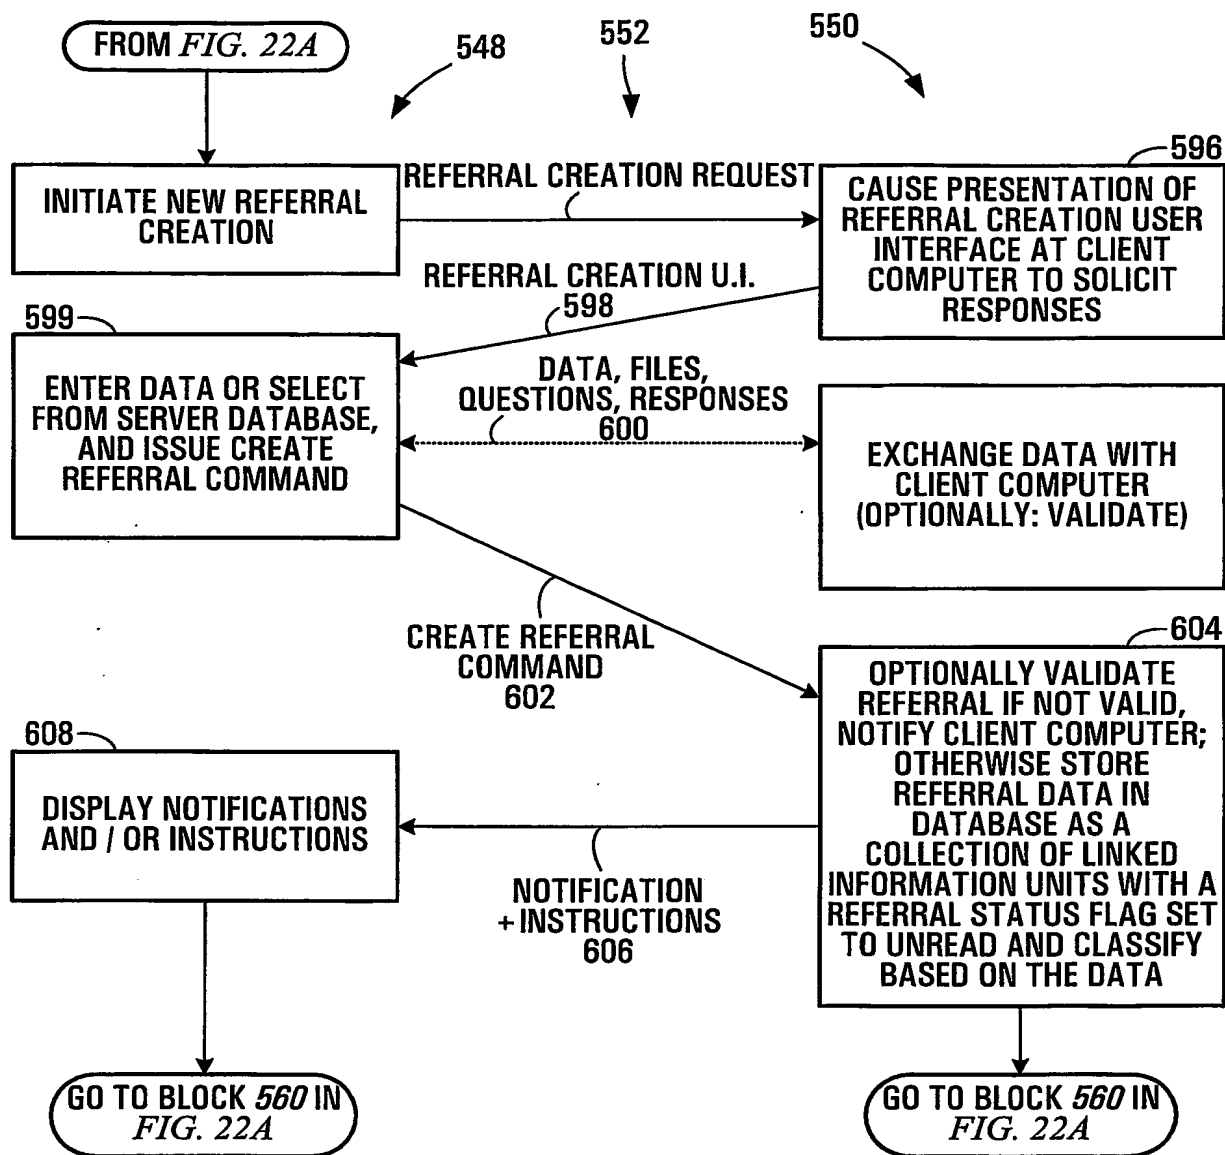 FROM FIG. 22A
548
552
550
INITIATE NEW REFERRAL
CREATION
REFERRAL CREATION REQUEST
596
CAUSE PRESENTATION OF
REFERRAL CREATION USER
INTERFACE AT CLIENT
COMPUTER TO SOLICIT
RESPONSES
REFERRAL CREATION U.I.
598
599
ENTER DATA OR SELECT
FROM SERVER DATABASE,
AND ISSUE CREATE
REFERRAL COMMAND
DATA, FILES,
QUESTIONS, RESPONSES
600
EXCHANGE DATA WITH
CLIENT COMPUTER
(OPTIONALLY: VALIDATE)
CREATE REFERRAL
COMMAND
602
604
OPTIONALLY VALIDATE
REFERRAL IF NOT VALID,
NOTIFY CLIENT COMPUTER;
OTHERWISE STORE
REFERRAL DATA IN
DATABASE AS A
COLLECTION OF LINKED
INFORMATION UNITS WITH A
REFERRAL STATUS FLAG SET
TO UNREAD AND CLASSIFY
BASED ON THE DATA
608
DISPLAY NOTIFICATIONS
AND / OR INSTRUCTIONS
NOTIFICATION
+INSTRUCTIONS
606
GO TO BLOCK 560 IN
FIG. 22A
GO TO BLOCK 560 IN
FIG. 22A